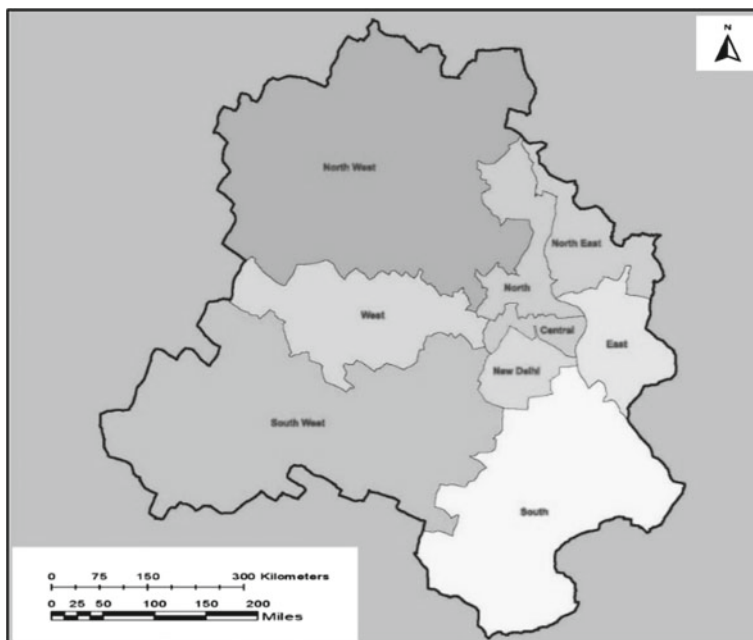 N
North West
North East
North
West
Central
East
New Delhi
South West
South
0 75 150 300 Kilometers
0 25 50 100 150 200
Miles